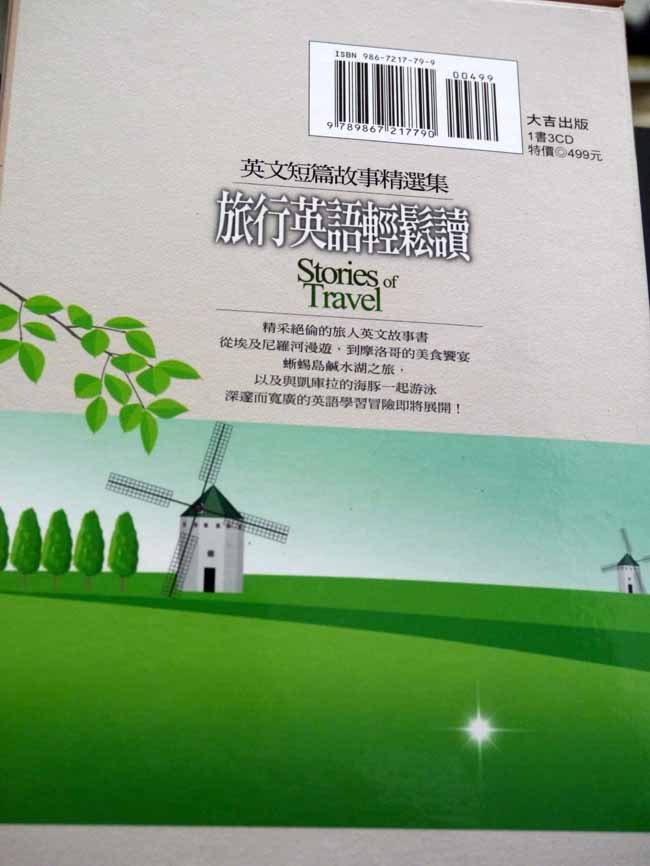 ISBN 986-7217-79-9
00499
9 789867 217790
大吉出版
1書3CD
特價◎499元
英文短篇故事精選集
旅行英語輕鬆讀
Stories of
Travel
精采絕倫的旅人英文故事書
從埃及尼羅河漫遊，到摩洛哥的美食饗宴
蜥蜴島鹹水湖之旅，
以及與凱庫拉的海豚一起游泳
深邃而寬廣的英語學習冒險即將展開！